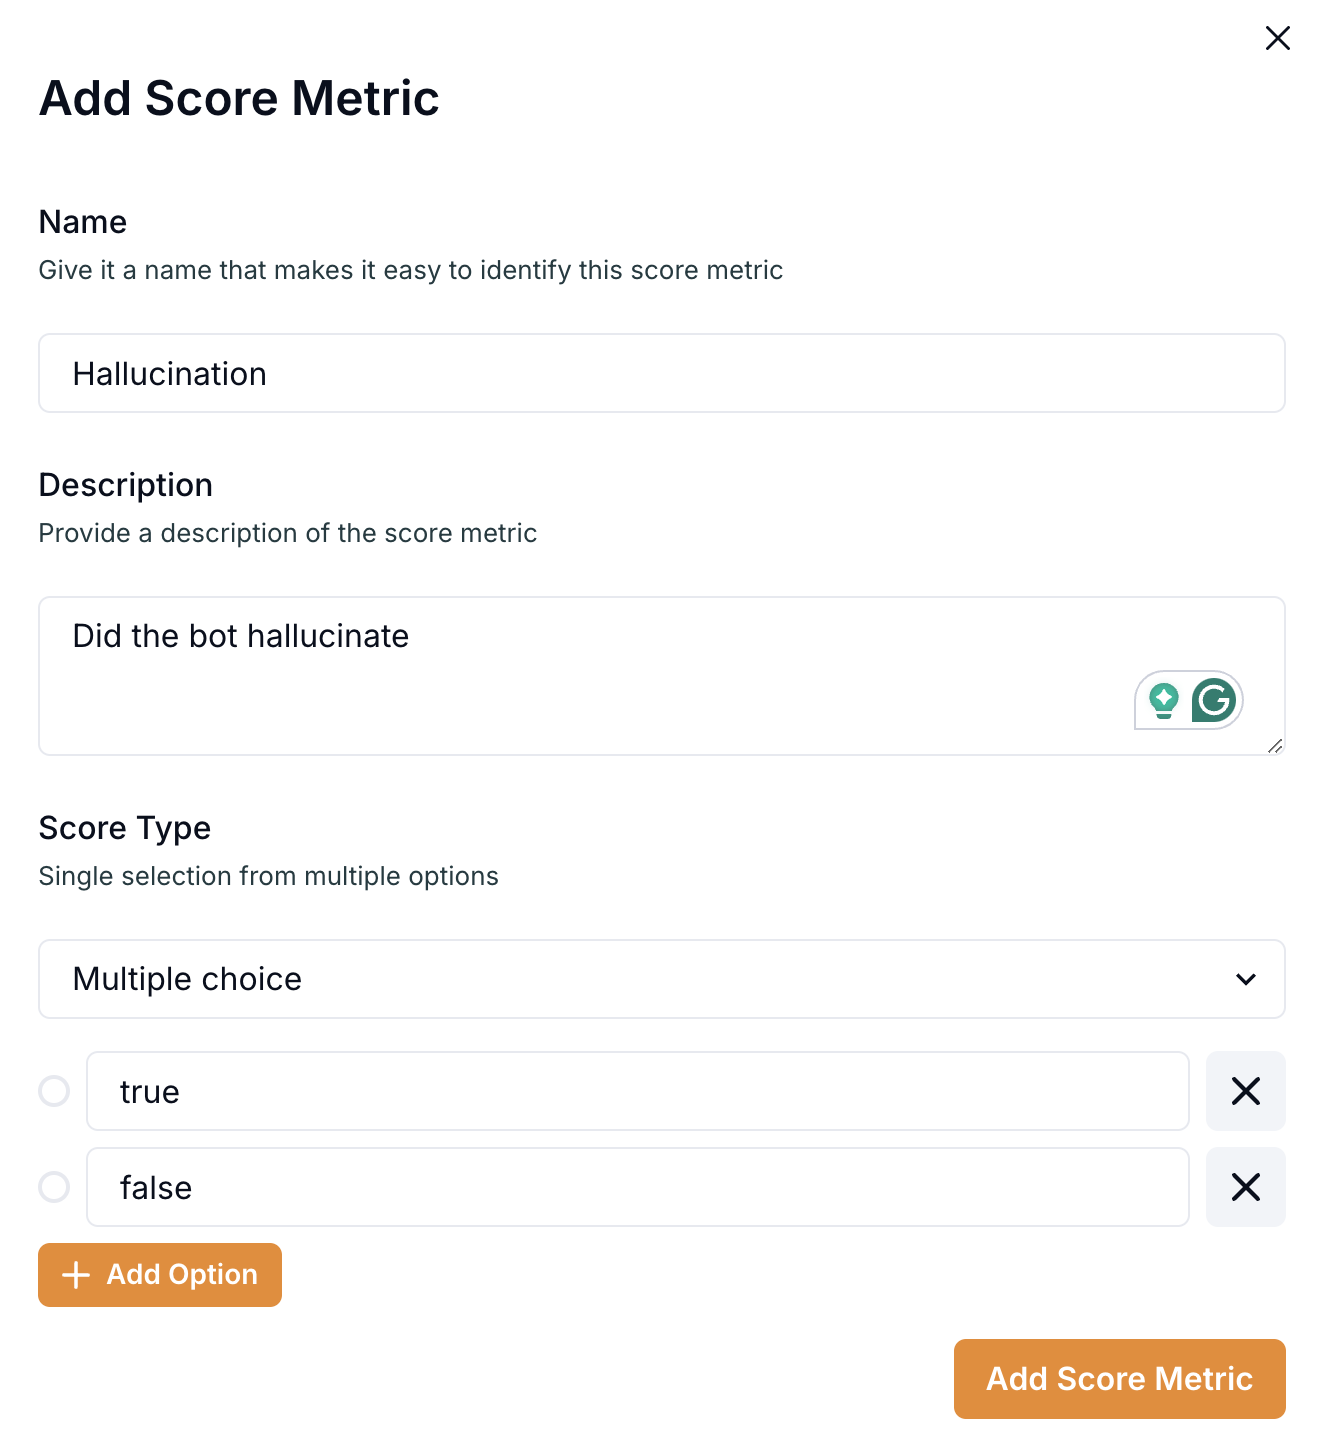 Add Score Metric
Name
Give it a name that makes it easy to identify this score metric
Hallucination
Description
Provide a description of the score metric
Did the bot hallucinate
Score Type
Single selection from multiple options
Multiple choice
true
false
Add Option
Add Score Metric